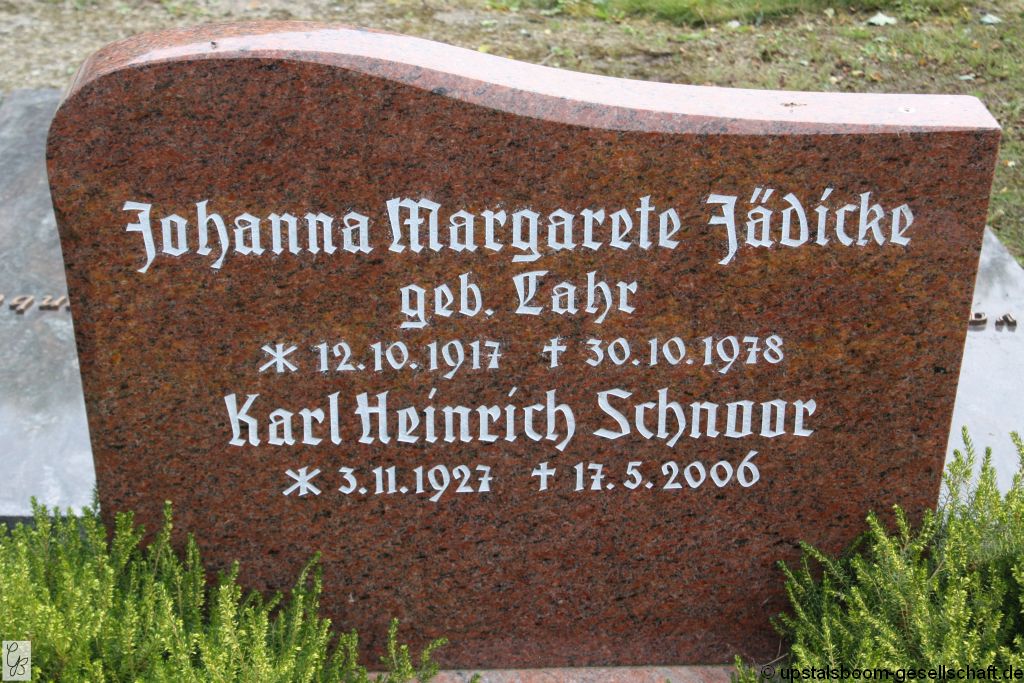 Johanna Margarete Jädicke
geb. Lahr
* 12.10.1917 † 30.10.1978
Karl Heinrich Schnoor
* 3.11.1927 † 17.5.2006
© upstalsboom-gesellschaft.de